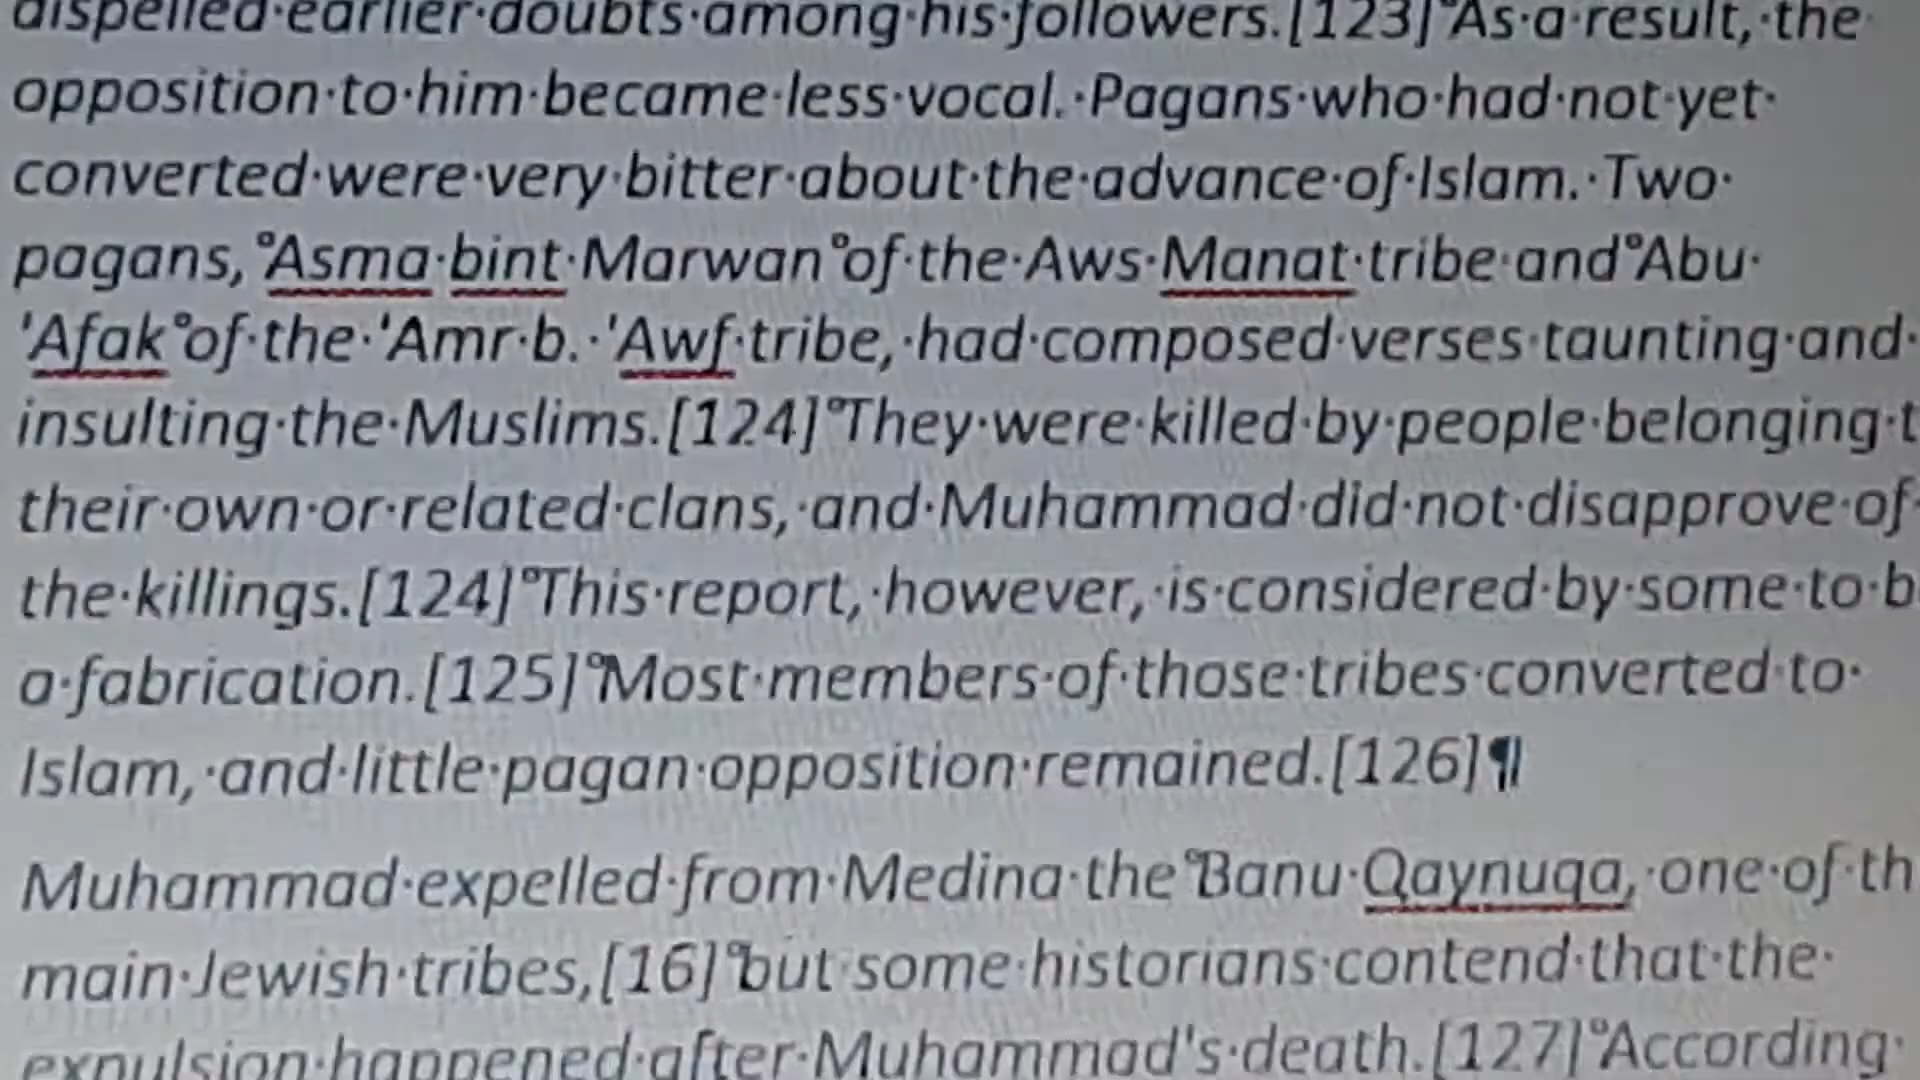 dispelled earlier doubts among his followers.[123] As a result, the
opposition to him became less vocal. Pagans who had not yet
converted were very bitter about the advance of Islam. Two
pagans, Asma bint Marwan of the Aws Manat tribe and Abu
'Afak of the 'Amr b. 'Awf tribe, had composed verses taunting and
insulting the Muslims.[124] They were killed by people belonging t
their own or related clans, and Muhammad did not disapprove of
the killings.[124] This report, however, is considered by some to b
a fabrication.[125] Most members of those tribes converted to
Islam, and little pagan opposition remained.[126]¶
Muhammad expelled from Medina the Banu Qaynuqa, one of th
main Jewish tribes,[16] but some historians contend that the
expulsion happened after Muhammad's death.[127] According